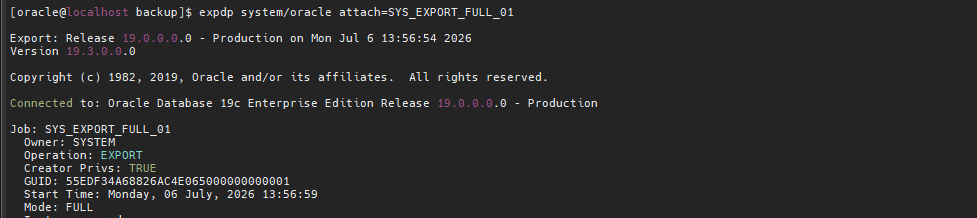 [oracle@localhost backup]$ expdp system/oracle attach=SYS_EXPORT_FULL_01
Export: Release 19.0.0.0.0 - Production on Mon Jul 6 13:56:54 2026
Version 19.3.0.0.0
Copyright (c) 1982, 2019, Oracle and/or its affiliates.  All rights reserved.
Connected to: Oracle Database 19c Enterprise Edition Release 19.0.0.0.0 - Production
Job: SYS_EXPORT_FULL_01
  Owner: SYSTEM
  Operation: EXPORT
  Creator Privs: TRUE
  GUID: 55EDF34A68826AC4E065000000000001
  Start Time: Monday, 06 July, 2026 13:56:59
  Mode: FULL